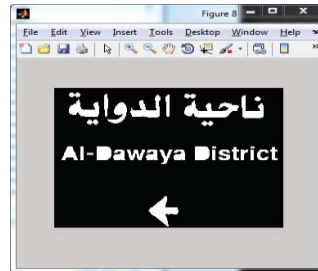 Figure 8
File Edit View Insert Tools Desktop Window Help
ناحية الدواية
Al-Dawaya District